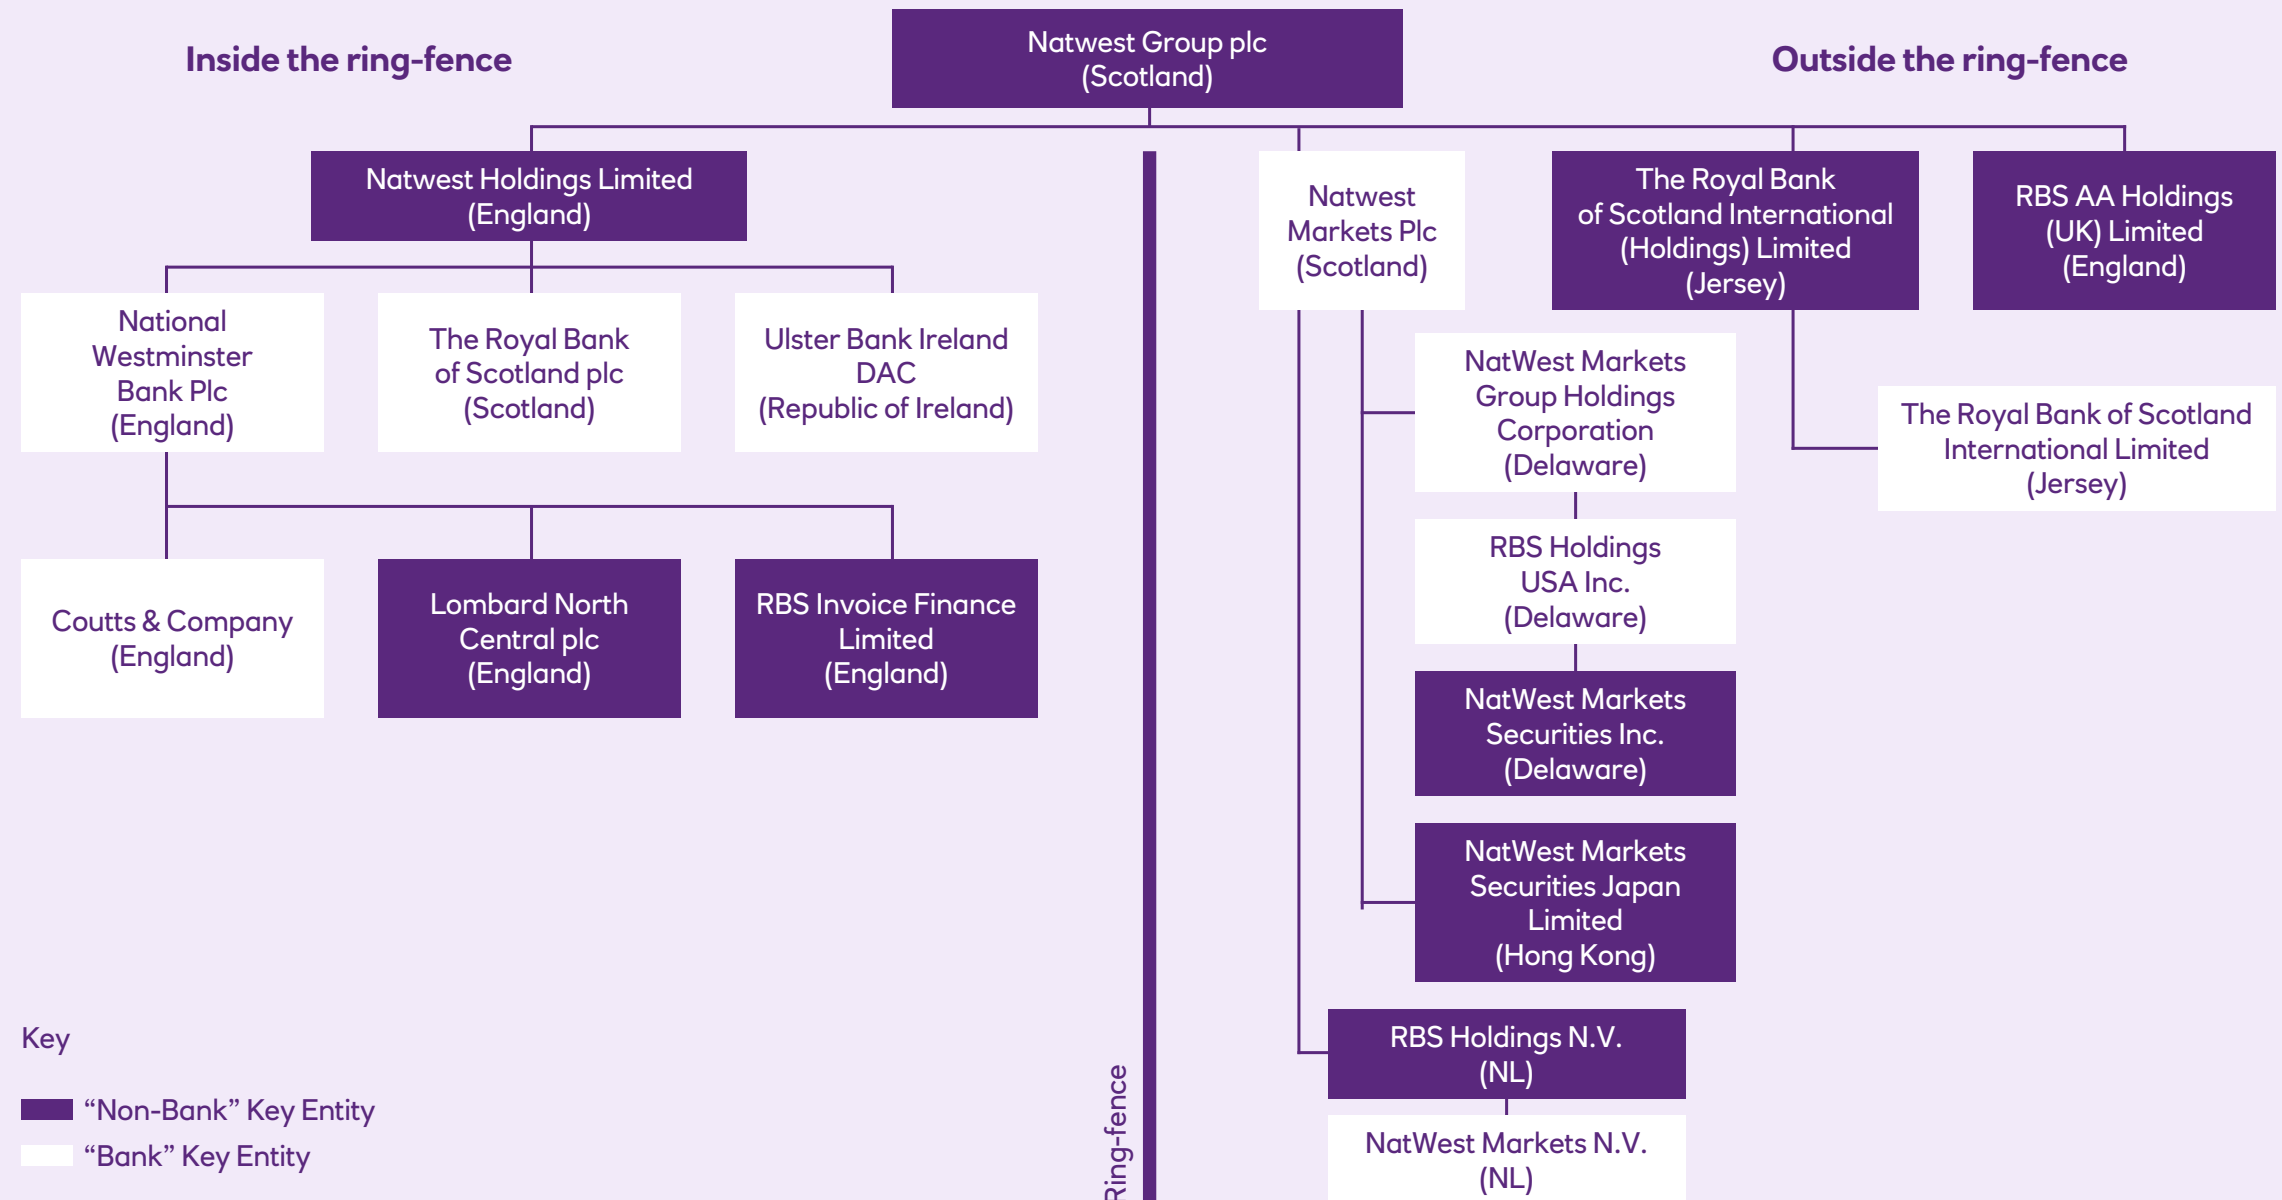 Inside the ring-fence
Natwest Group plc
(Scotland)
Outside the ring-fence
Natwest Holdings Limited
(England)
National
Westminster
Bank Plc
(England)
The Royal Bank
of Scotland plc
(Scotland)
Ulster Bank Ireland
DAC
(Republic of Ireland)
Coutts & Company
(England)
Lombard North
Central plc
(England)
RBS Invoice Finance
Limited
(England)
Natwest
Markets Plc
(Scotland)
The Royal Bank
of Scotland International
(Holdings) Limited
(Jersey)
RBS AA Holdings
(UK) Limited
(England)
NatWest Markets
Group Holdings
Corporation
(Delaware)
The Royal Bank of Scotland
International Limited
(Jersey)
RBS Holdings
USA Inc.
(Delaware)
NatWest Markets
Securities Inc.
(Delaware)
NatWest Markets
Securities Japan
Limited
(Hong Kong)
RBS Holdings N.V.
(NL)
NatWest Markets N.V.
(NL)
Ring-fence
Key
“Non-Bank” Key Entity
“Bank” Key Entity